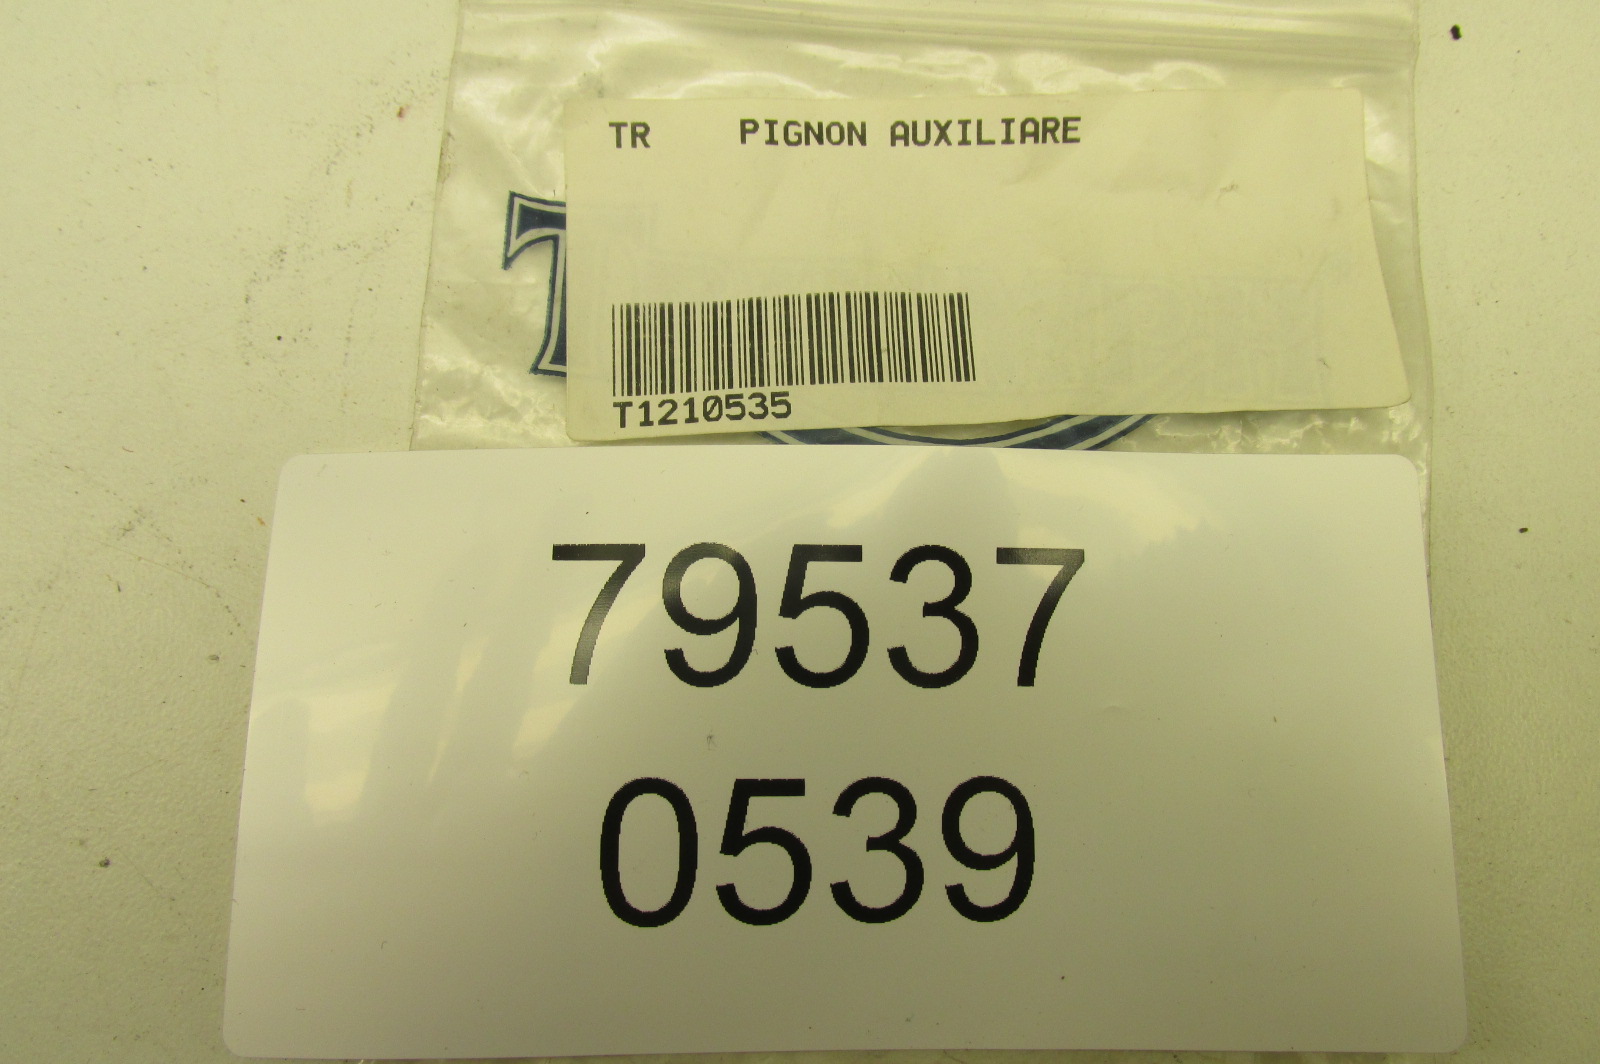 TR PIGNON AUXILIARE
T1210535
79537
0539